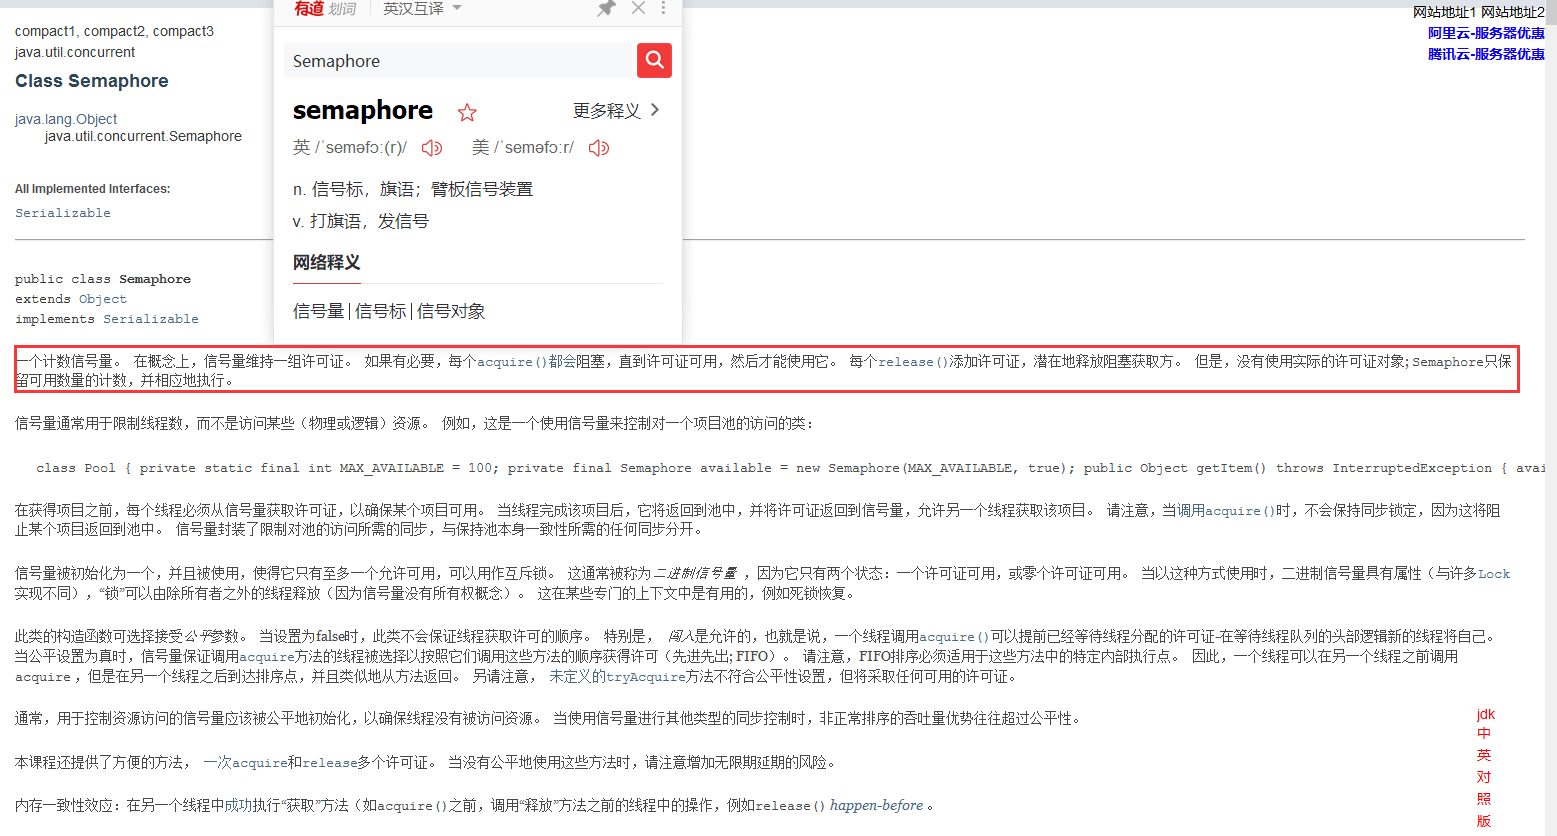 网站地址1 网站地址2
阿里云-服务器优惠
腾讯云-服务器优惠
compact1, compact2, compact3
java.util.concurrent
Class Semaphore
java.lang.Object
java.util.concurrent.Semaphore
All Implemented Interfaces:
Serializable
public class Semaphore
extends Object
implements Serializable
有道 划词 英汉互译
Semaphore
semaphore 更多释义
英 /ˈseməfɔː(r)/ 美 /ˈseməfɔːr/
n. 信号标，旗语；臂板信号装置
v. 打旗语，发信号
网络释义
信号量|信号标|信号对象
一个计数信号量。 在概念上，信号量维持一组许可证。 如果有必要，每个acquire()都会阻塞，直到许可证可用，然后才能使用它。 每个release()添加许可证，潜在地释放阻塞获取方。 但是，没有使用实际的许可证对象; Semaphore只保
留可用数量的计数，并相应地执行。
信号量通常用于限制线程数，而不是访问某些（物理或逻辑）资源。 例如，这是一个使用信号量来控制对一个项目池的访问的类：
class Pool { private static final int MAX_AVAILABLE = 100; private final Semaphore available = new Semaphore(MAX_AVAILABLE, true); public Object getItem() throws InterruptedException { avai
在获得项目之前，每个线程必须从信号量获取许可证，以确保某个项目可用。 当线程完成该项目后，它将返回到池中，并将许可证返回到信号量，允许另一个线程获取该项目。 请注意，当调用acquire()时，不会保持同步锁定，因为这将阻
止某个项目返回到池中。 信号量封装了限制对池的访问所需的同步，与保持池本身一致性所需的任何同步分开。
信号量被初始化为一个，并且被使用，使得它只有至多一个允许可用，可以用作互斥锁。 这通常被称为二进制信号量 ，因为它只有两个状态：一个许可证可用，或零个许可证可用。 当以这种方式使用时，二进制信号量具有属性（与许多Lock
实现不同），“锁”可以由除所有者之外的线程释放（因为信号量没有所有权概念）。 这在某些专门的上下文中是有用的，例如死锁恢复。
此类的构造函数可选择接受公平参数。 当设置为false时，此类不会保证线程获取许可的顺序。 特别是， 闯入是允许的，也就是说，一个线程调用acquire()可以提前已经等待线程分配的许可证-在等待线程队列的头部逻辑新的线程将自己。
当公平设置为真时，信号量保证调用acquire方法的线程被选择以按照它们调用这些方法的顺序获得许可（先进先出; FIFO）。 请注意，FIFO排序必须适用于这些方法中的特定内部执行点。 因此，一个线程可以在另一个线程之前调用
acquire ，但是在另一个线程之后到达排序点，并且类似地从方法返回。 另请注意， 未定义的tryAcquire方法不符合公平性设置，但将采取任何可用的许可证。
通常，用于控制资源访问的信号量应该被公平地初始化，以确保线程没有被访问资源。 当使用信号量进行其他类型的同步控制时，非正常排序的吞吐量优势往往超过公平性。
本课程还提供了方便的方法， 一次acquire和release多个许可证。 当没有公平地使用这些方法时，请注意增加无限期延期的风险。
内存一致性效应：在另一个线程中成功执行“获取”方法（如acquire()之前，调用“释放”方法之前的线程中的操作，例如release() happen-before 。
jdk
中
英
对
照
版